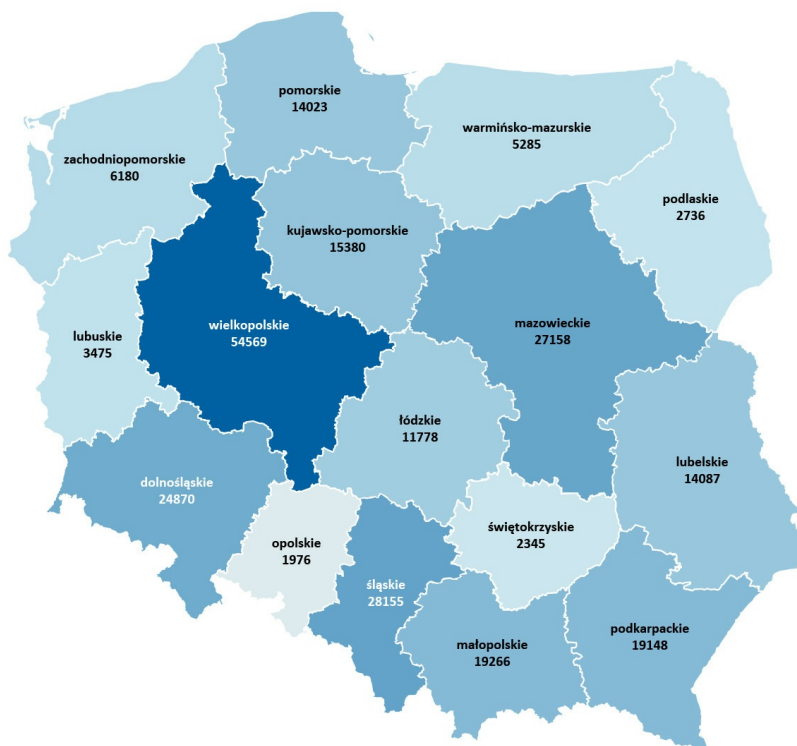 pomorskie
14023
warmińsko-mazurskie
5285
zachodniopomorskie
6180
podlaskie
2736
kujawsko-pomorskie
15380
wielkopolskie
54569
mazowieckie
27158
lubuskie
3475
łódzkie
11778
lubelskie
14087
dolnośląskie
24870
świętokrzyskie
2345
opolskie
1976
śląskie
28155
podkarpackie
19148
małopolskie
19266